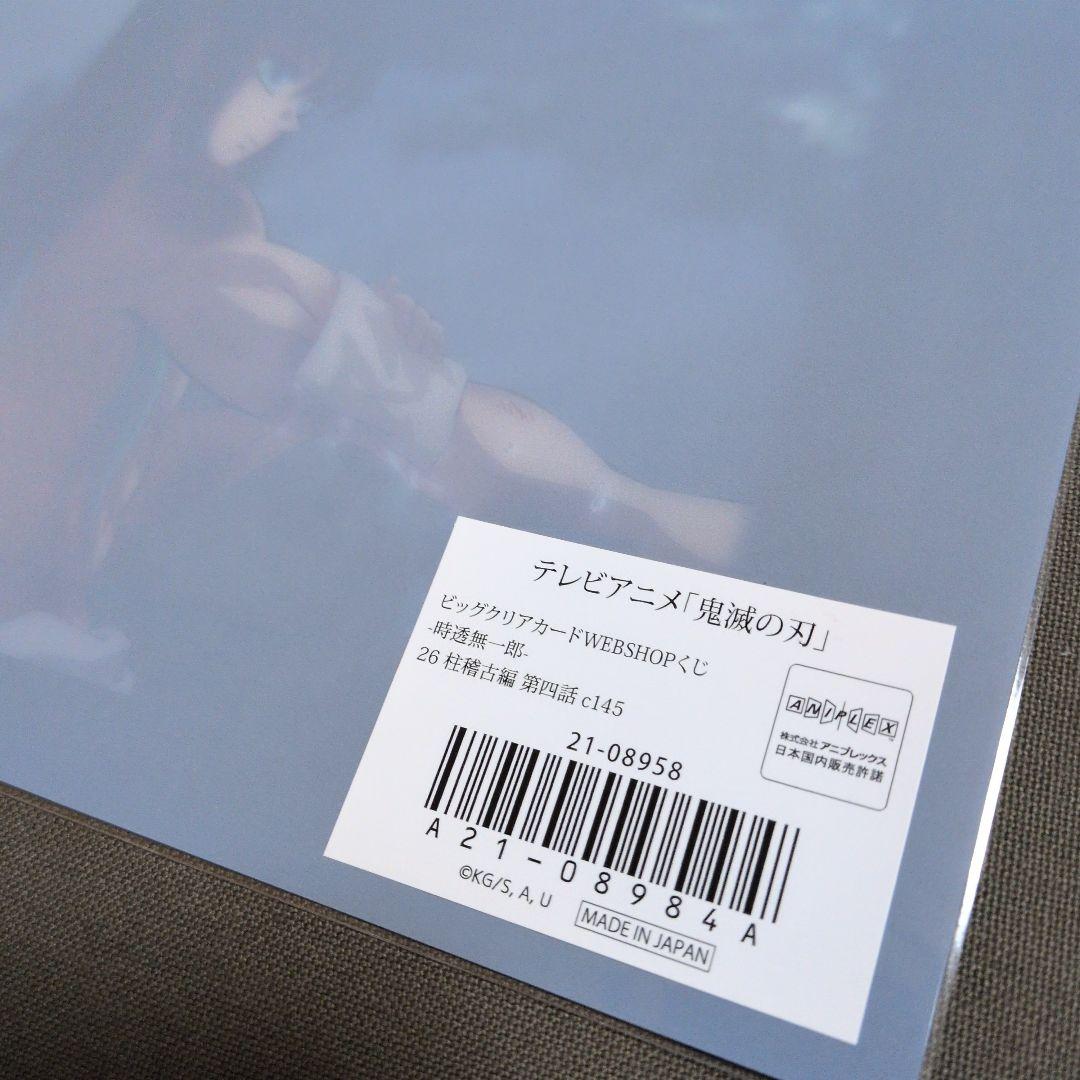 テレビアニメ「鬼滅の刃」
ビッグクリアカードWEBSHOPくじ
-時透無一郎-
26 柱稽古編 第四話 c145
ANIPLEX™
株式会社アニプレックス
日本国内販売許諾
21-08958
A21-08984A
©KG/S, A, U
MADE IN JAPAN